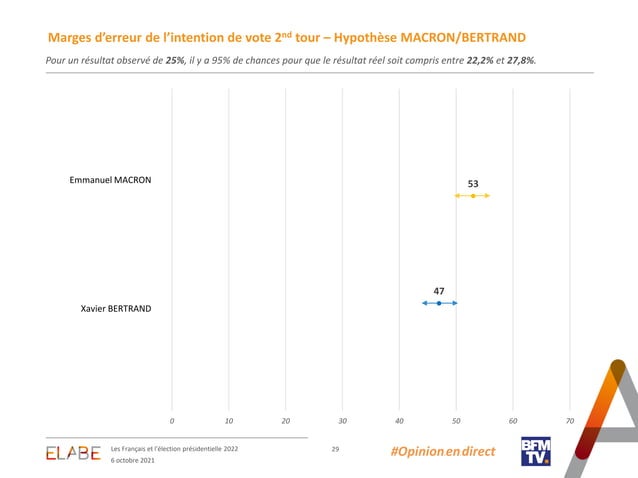 Marges d’erreur de l’intention de vote 2nd tour – Hypothèse MACRON/BERTRAND
Pour un résultat observé de 25%, il y a 95% de chances pour que le résultat réel soit compris entre 22,2% et 27,8%.
Emmanuel MACRON
53
47
Xavier BERTRAND
0 10 20 30 40 50 60 70
ELABE
Les Français et l’élection présidentielle 2022
6 octobre 2021
29
#Opinion en direct
BFM
TV.